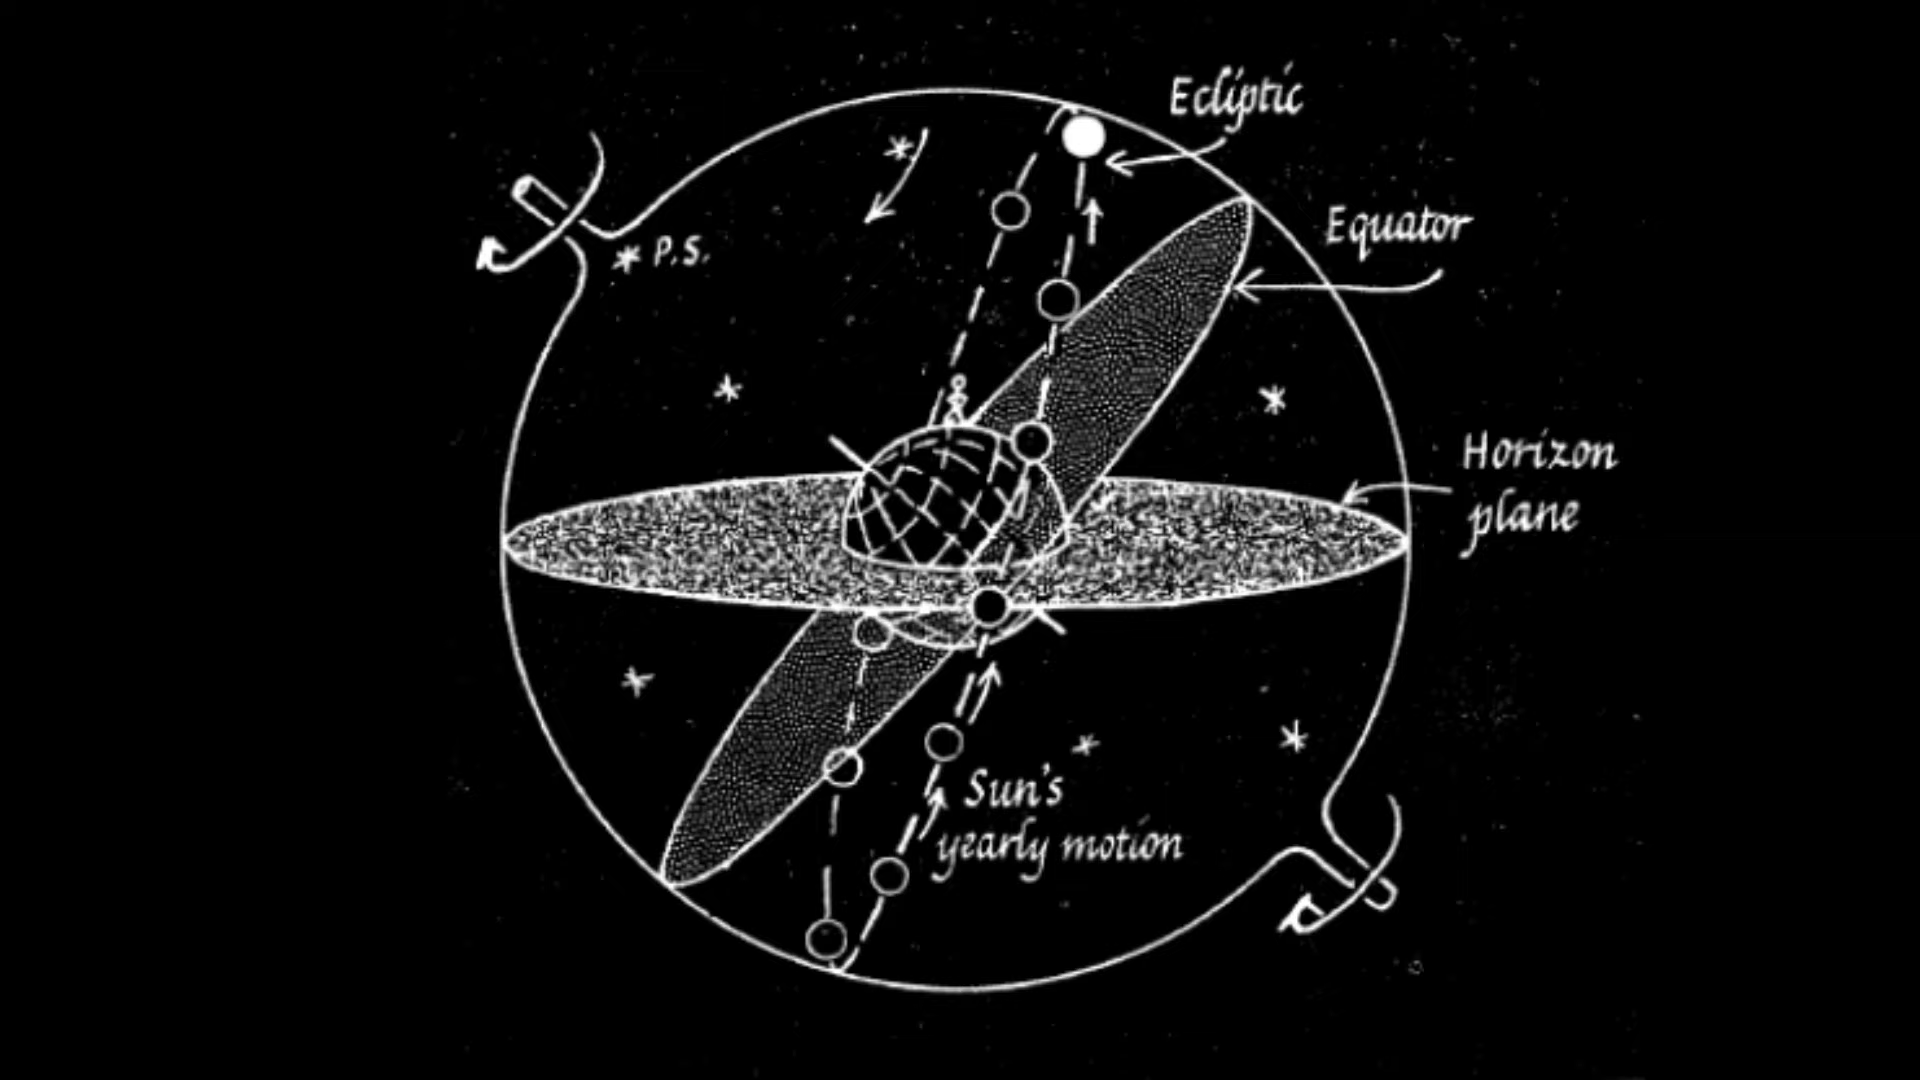 Ecliptic
Equator
P.S.
Horizon
plane
Sun's
yearly motion